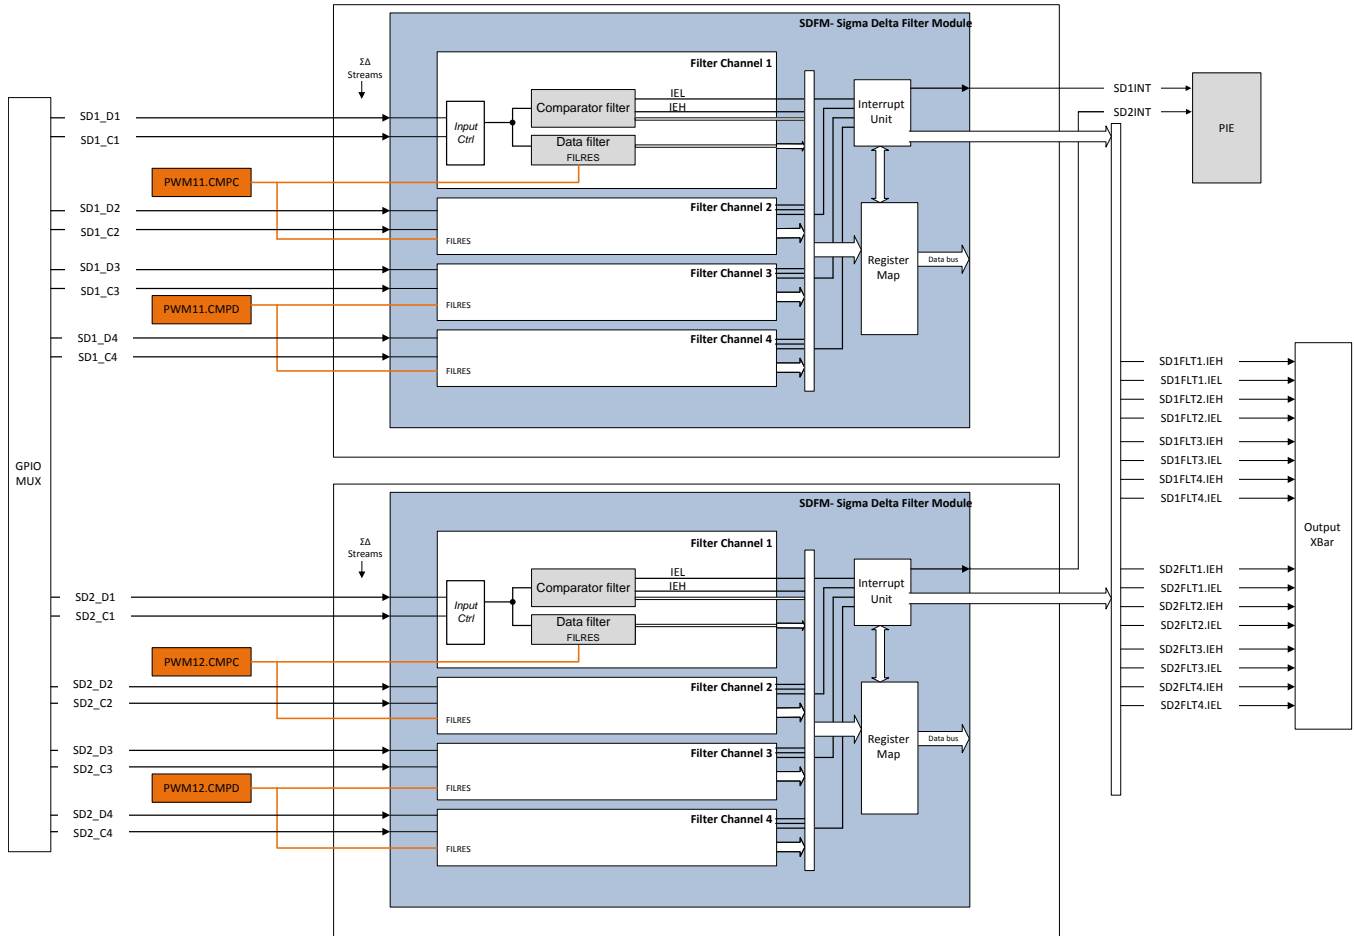 SDFM- Sigma Delta Filter Module
ΣΔ
Streams
Filter Channel 1
IEL
IEH
Comparator filter
Input
Ctrl
Data filter
FILRES
Interrupt
Unit
SD1_D1
SD1_C1
PWM11.CMPC
SD1_D2
SD1_C2
Filter Channel 2
FILRES
SD1_D3
SD1_C3
PWM11.CMPD
Filter Channel 3
FILRES
Register
Map
Data bus
SD1_D4
SD1_C4
Filter Channel 4
FILRES
SD1INT
SD2INT
PIE
GPIO
MUX
SDFM- Sigma Delta Filter Module
ΣΔ
Streams
Filter Channel 1
IEL
IEH
Comparator filter
Input
Ctrl
Data filter
FILRES
Interrupt
Unit
SD2_D1
SD2_C1
PWM12.CMPC
SD2_D2
SD2_C2
Filter Channel 2
FILRES
SD2_D3
SD2_C3
PWM12.CMPD
Filter Channel 3
FILRES
Register
Map
Data bus
SD2_D4
SD2_C4
Filter Channel 4
FILRES
SD1FLT1.IEH
SD1FLT1.IEL
SD1FLT2.IEH
SD1FLT2.IEL
SD1FLT3.IEH
SD1FLT3.IEL
SD1FLT4.IEH
SD1FLT4.IEL
SD2FLT1.IEH
SD2FLT1.IEL
SD2FLT2.IEH
SD2FLT2.IEL
SD2FLT3.IEH
SD2FLT3.IEL
SD2FLT4.IEH
SD2FLT4.IEL
Output
XBar